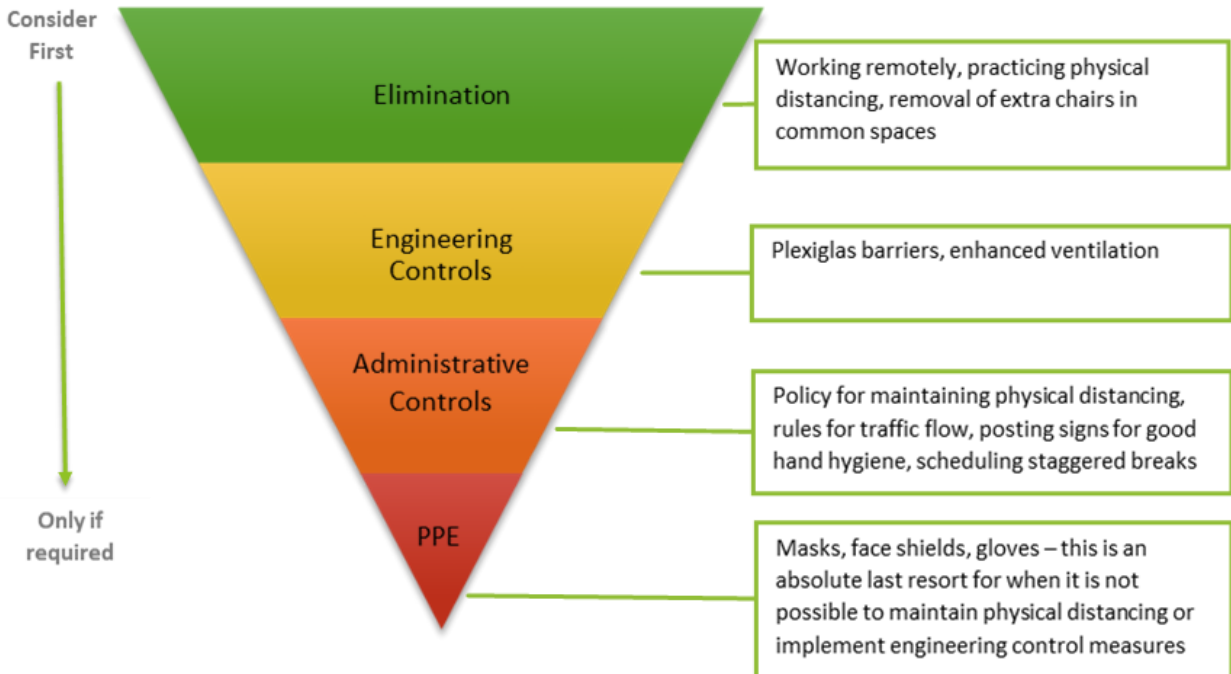 Consider
First
Elimination
Working remotely, practicing physical
distancing, removal of extra chairs in
common spaces
Engineering
Controls
Plexiglas barriers, enhanced ventilation
Administrative
Controls
Policy for maintaining physical distancing,
rules for traffic flow, posting signs for good
hand hygiene, scheduling staggered breaks
Only if
required
PPE
Masks, face shields, gloves – this is an
absolute last resort for when it is not
possible to maintain physical distancing or
implement engineering control measures